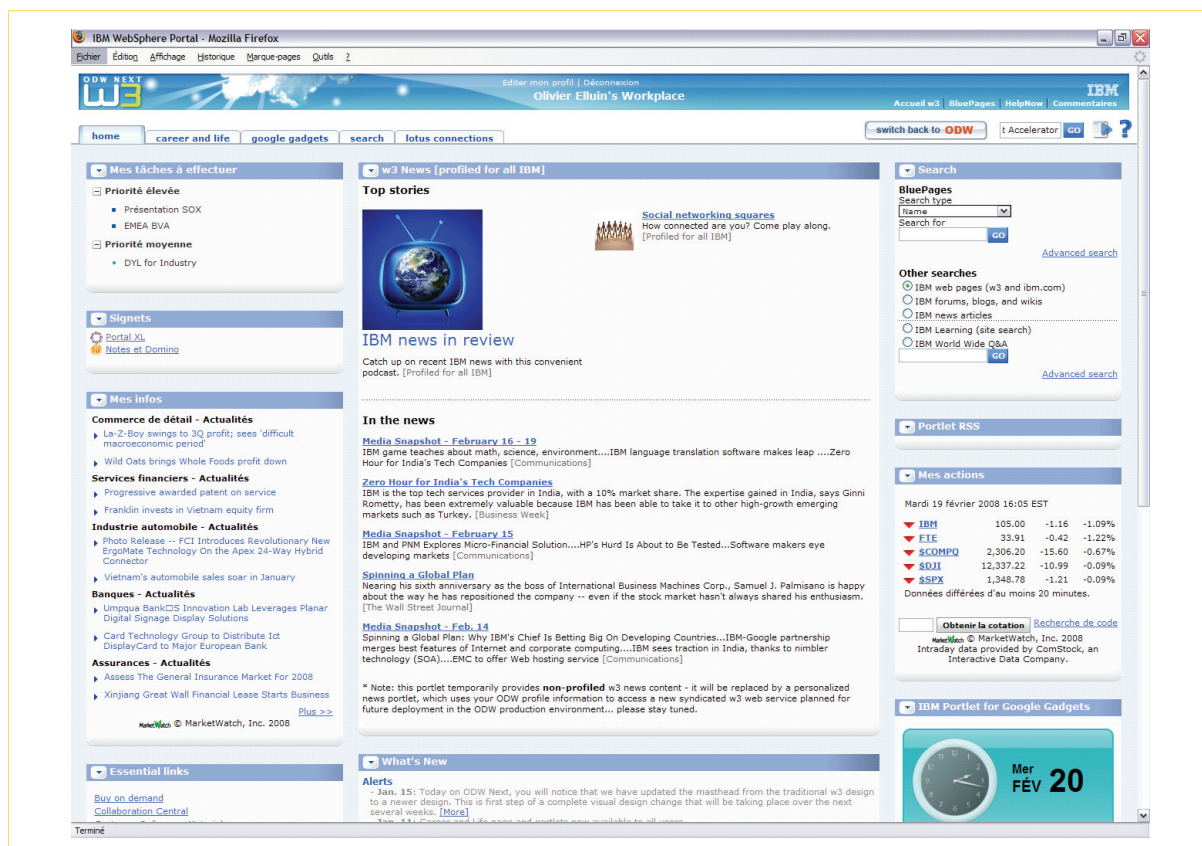 IBM WebSphere Portal - Mozilla Firefox
Fichier Édition Affichage Historique Marque-pages Outils ?
ODW NEXT
W3
Editer mon profil | Déconnexion
Olivier Elluin's Workplace
IBM
Accueil w3 | BluePages | HelpNow | Commentaires
home
career and life
google gadgets
search
lotus connections
switch back to ODW
t Accelerator GO ?
Mes tâches à effectuer
Priorité élevée
Présentation SOX
EMEA BVA
Priorité moyenne
DYL for Industry
Signets
Portal XL
Notes et Domino
Mes infos
Commerce de détail - Actualités
La-Z-Boy swings to 3Q profit; sees 'difficult
macroeconomic period'
Wild Oats brings Whole Foods profit down
Services financiers - Actualités
Progressive awarded patent on service
Franklin invests in Vietnam equity firm
Industrie automobile - Actualités
Photo Release -- FCI Introduces Revolutionary New
ErgoMate Technology On the Apex 24-Way Hybrid
Connector
Vietnam's automobile sales soar in January
Banques - Actualités
Umpqua Bank□S Innovation Lab Leverages Planar
Digital Signage Display Solutions
Card Technology Group to Distribute Ict
DisplayCard to Major European Bank
Assurances - Actualités
Assess The General Insurance Market For 2008
Xinjiang Great Wall Financial Lease Starts Business
Plus >>
MarketWatch © MarketWatch, Inc. 2008
Essential links
Buy on demand
Collaboration Central
w3 News [profiled for all IBM]
Top stories
Social networking squares
How connected are you? Come play along.
[Profiled for all IBM]
IBM news in review
Catch up on recent IBM news with this convenient
podcast. [Profiled for all IBM]
In the news
Media Snapshot - February 16 - 19
IBM game teaches about math, science, environment....IBM language translation software makes leap ....Zero
Hour for India's Tech Companies [Communications]
Zero Hour for India's Tech Companies
IBM is the top tech services provider in India, with a 10% market share. The expertise gained in India, says Ginni
Rometty, has been extremely valuable because IBM has been able to take it to other high-growth emerging
markets such as Turkey. [Business Week]
Media Snapshot - February 15
IBM and PNM Explores Micro-Financial Solution....HP's Hurd Is About to Be Tested...Software makers eye
developing markets [Communications]
Spinning a Global Plan
Nearing his sixth anniversary as the boss of International Business Machines Corp., Samuel J. Palmisano is happy
about the way he has repositioned the company -- even if the stock market hasn't always shared his enthusiasm.
[The Wall Street Journal]
Media Snapshot - Feb. 14
Spinning a Global Plan: Why IBM's Chief Is Betting Big On Developing Countries...IBM-Google partnership
merges best features of Internet and corporate computing....IBM sees traction in India, thanks to nimbler
technology (SOA)....EMC to offer Web hosting service [Communications]
* Note: this portlet temporarily provides non-profiled w3 news content - it will be replaced by a personalized
news portlet, which uses your ODW profile information to access a new syndicated w3 web service planned for
future deployment in the ODW production environment... please stay tuned.
What's New
Alerts
- Jan. 15: Today on ODW Next, you will notice that we have updated the masthead from the traditional w3 design
to a newer design. This is first step of a complete visual design change that will be taking place over the next
several weeks. [More]
- Jan. 11: Career and Life page and portlets now available to all users
Search
BluePages
Search type
Name
Search for
GO
Advanced search
Other searches
IBM web pages (w3 and ibm.com)
IBM forums, blogs, and wikis
IBM news articles
IBM Learning (site search)
IBM World Wide Q&A
GO
Advanced search
Portlet RSS
Mes actions
Mardi 19 février 2008 16:05 EST
IBM 105.00 -1.16 -1.09%
FTE 33.91 -0.42 -1.22%
$COMPQ 2,306.20 -15.60 -0.67%
$DJI 12,337.22 -10.99 -0.09%
$SPX 1,348.78 -1.21 -0.09%
Données différées d'au moins 20 minutes.
Obtenir la cotation Recherche de code
MarketWatch © MarketWatch, Inc. 2008
Intraday data provided by ComStock, an
Interactive Data Company.
IBM Portlet for Google Gadgets
12 1 2 3 4 5 6 7 8 9 10 11
Mer
FÉV 20
Terminé